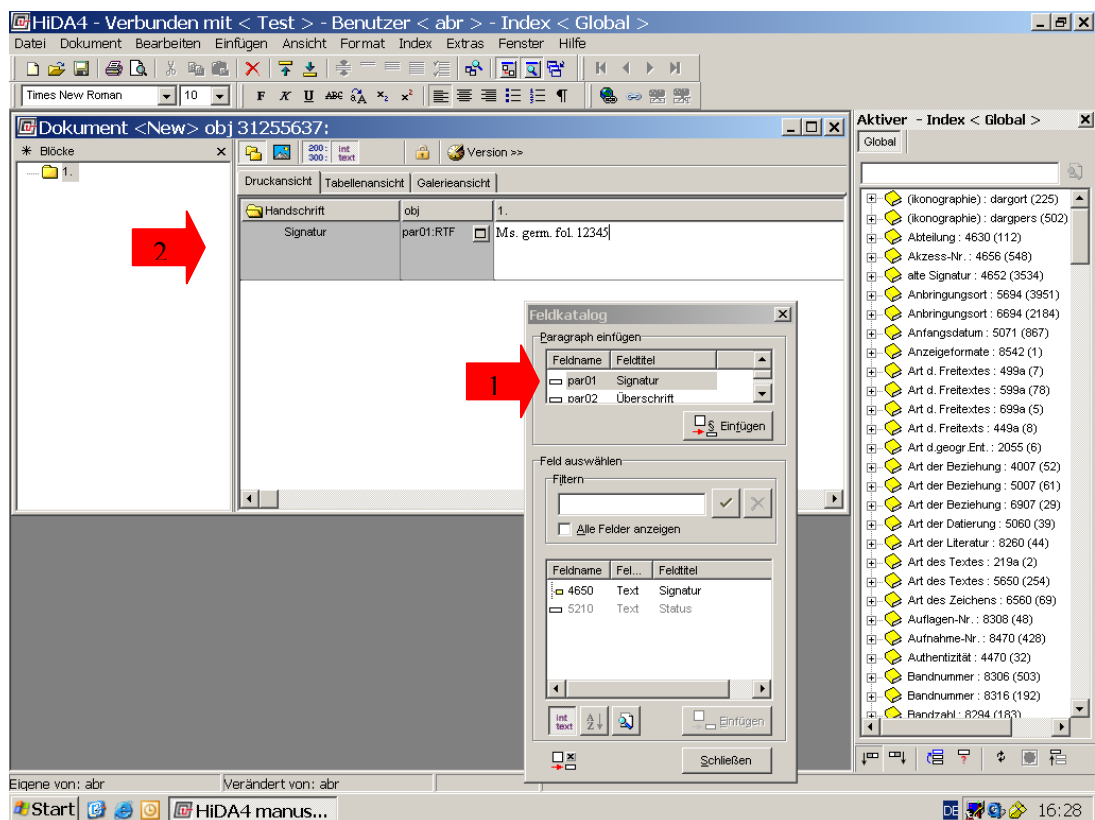 HiDA4 - Verbunden mit < Test > - Benutzer < abr > - Index < Global >
Datei Dokument Bearbeiten Einfügen Ansicht Format Index Extras Fenster Hilfe
Times New Roman 10 F K U ABC
Dokument <New> obj 31255637:
Blöcke
200: 300: int text Version >>
1.
Druckansicht Tabellenansicht Galerieansicht
Handschrift obj 1.
Signatur par01:RTF Ms. germ. fol. 12345
2
Feldkatalog
Paragraph einfügen
Feldname Feldtitel
par01 Signatur
par02 Überschrift
1
§ Einfügen
Feld auswählen
Filtern
Alle Felder anzeigen
Feldname Fel... Feldtitel
4650 Text Signatur
5210 Text Status
int text A Z Einfügen
Schließen
Aktiver - Index < Global >
Global
(ikonographie) : dargort (225)
(ikonographie) : dargpers (502)
Abteilung : 4630 (112)
Akzess-Nr. : 4656 (548)
alte Signatur : 4652 (3534)
Anbringungsort : 5694 (3951)
Anbringungsort : 6694 (2184)
Anfangsdatum : 5071 (867)
Anzeigeformate : 8542 (1)
Art d. Freitextes : 499a (7)
Art d. Freitextes : 599a (78)
Art d. Freitextes : 699a (5)
Art d. Freitexts : 449a (8)
Art d.geogr.Ent. : 2055 (6)
Art der Beziehung : 4007 (52)
Art der Beziehung : 5007 (61)
Art der Beziehung : 6907 (29)
Art der Datierung : 5060 (39)
Art der Literatur : 8260 (44)
Art des Textes : 219a (2)
Art des Textes : 5650 (254)
Art des Zeichens : 6560 (69)
Auflagen-Nr. : 8308 (48)
Aufnahme-Nr. : 8470 (428)
Authentizität : 4470 (32)
Bandnummer : 8306 (503)
Bandnummer : 8316 (192)
Bandzahl : 8294 (183)
Eigene von: abr Verändert von: abr
Start HiDA4 manus... DE 16:28